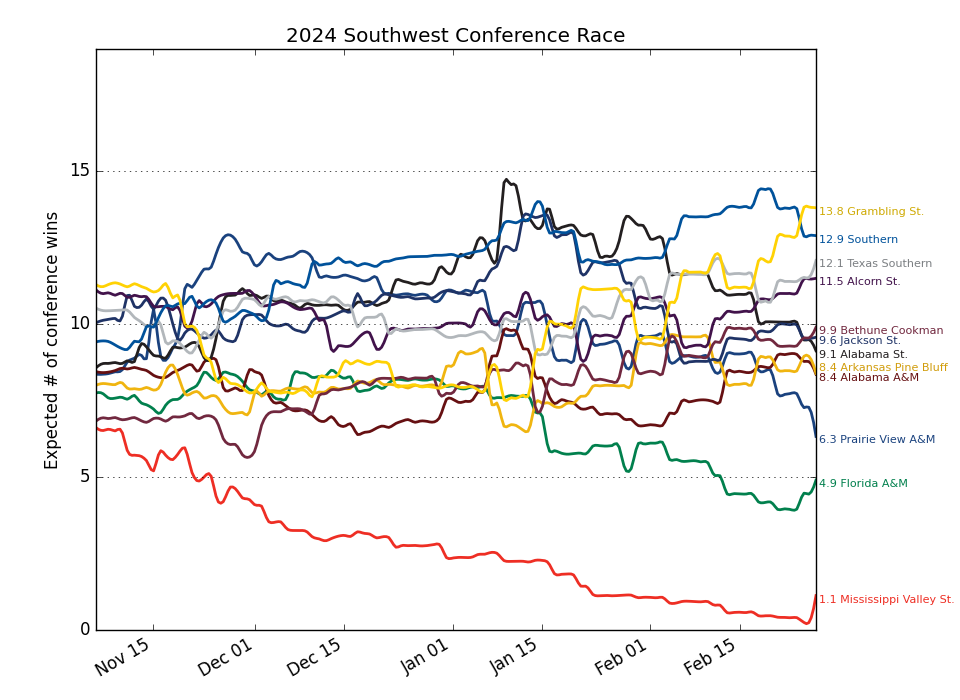 2024 Southwest Conference Race
Expected # of conference wins
15
10
5
0
Nov 15
Dec 01
Dec 15
Jan 01
Jan 15
Feb 01
Feb 15
13.8 Grambling St.
12.9 Southern
12.1 Texas Southern
11.5 Alcorn St.
9.9 Bethune Cookman
9.6 Jackson St.
9.1 Alabama St.
8.4 Arkansas Pine Bluff
8.4 Alabama A&M
6.3 Prairie View A&M
4.9 Florida A&M
1.1 Mississippi Valley St.